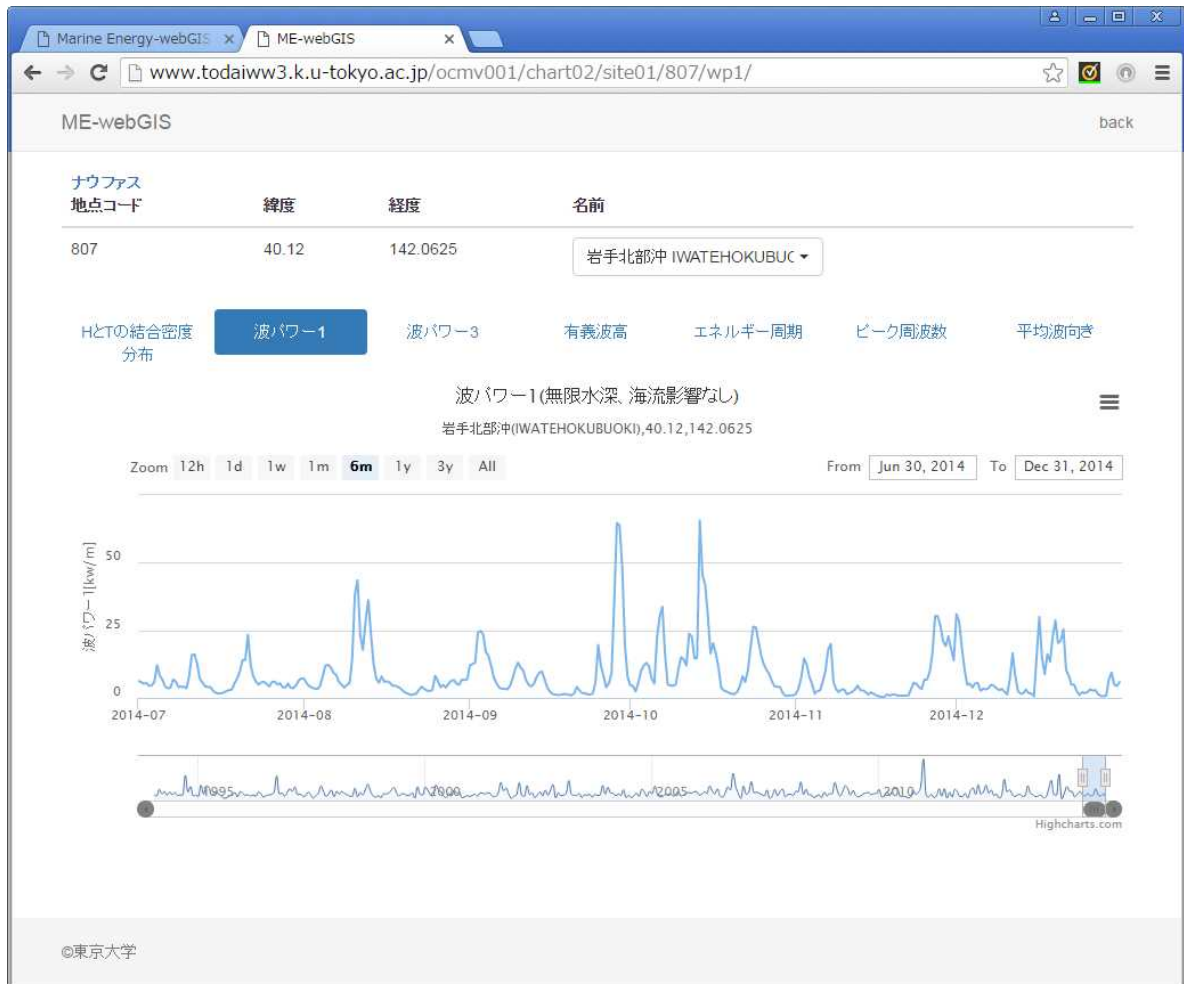 Marine Energy-webGIS
ME-webGIS
www.todaiww3.k.u-tokyo.ac.jp/ocmv001/chart02/site01/807/wp1/
ME-webGIS back
ナウファス
地点コード 緯度 経度 名前
807 40.12 142.0625 岩手北部沖 IWATEHOKUBUC
HとTの結合密度
分布
波パワー1 波パワー3 有義波高 エネルギー周期 ピーク周波数 平均波向き
波パワー1(無限水深、海流影響なし)
岩手北部沖(IWATEHOKUBUOKI),40.12,142.0625
Zoom 12h 1d 1w 1m 6m 1y 3y All From Jun 30, 2014 To Dec 31, 2014
波パワー1[kw/m]
50
25
0
2014-07 2014-08 2014-09 2014-10 2014-11 2014-12
1995 2000 2005 2010
Highcharts.com
©東京大学